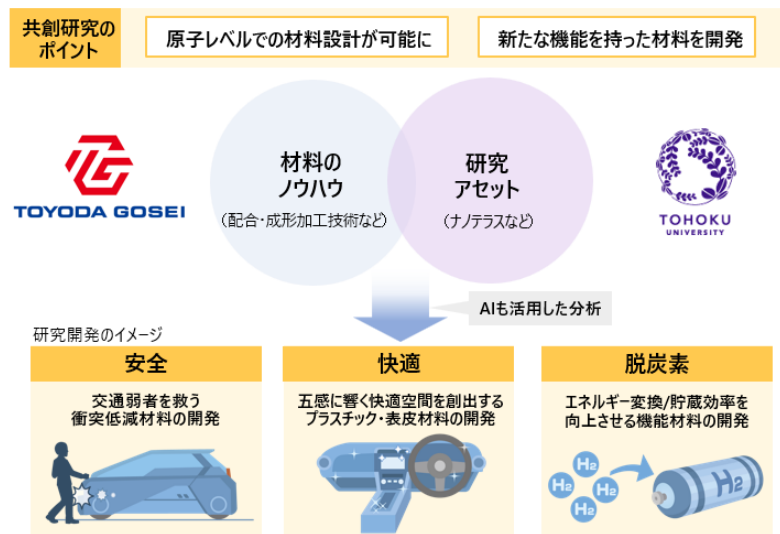 共創研究の
ポイント
原子レベルでの材料設計が可能に
新たな機能を持った材料を開発
TOYODA GOSEI
材料の
ノウハウ
(配合・成形加工技術など)
研究
アセット
(ナノテラスなど)
TOHOKU
UNIVERSITY
AIも活用した分析
研究開発のイメージ
安全
交通弱者を救う
衝突低減材料の開発
快適
五感に響く快適空間を創出する
プラスチック・表皮材料の開発
脱炭素
エネルギー変換/貯蔵効率を
向上させる機能材料の開発
H2
H2
H2
H2
H2